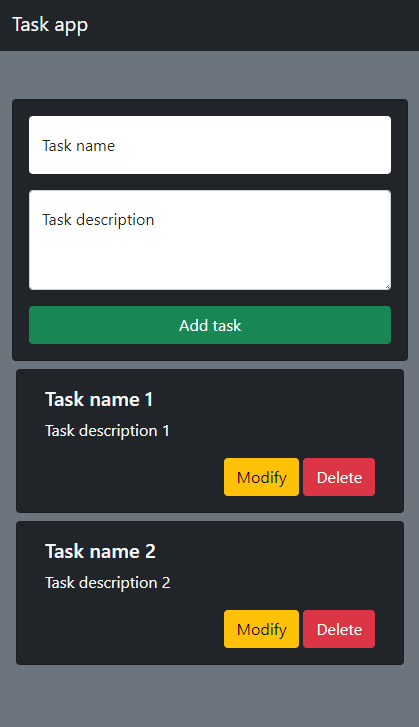 Task app
Task name
Task description
Add task
Task name 1
Task description 1
Modify Delete
Task name 2
Task description 2
Modify Delete